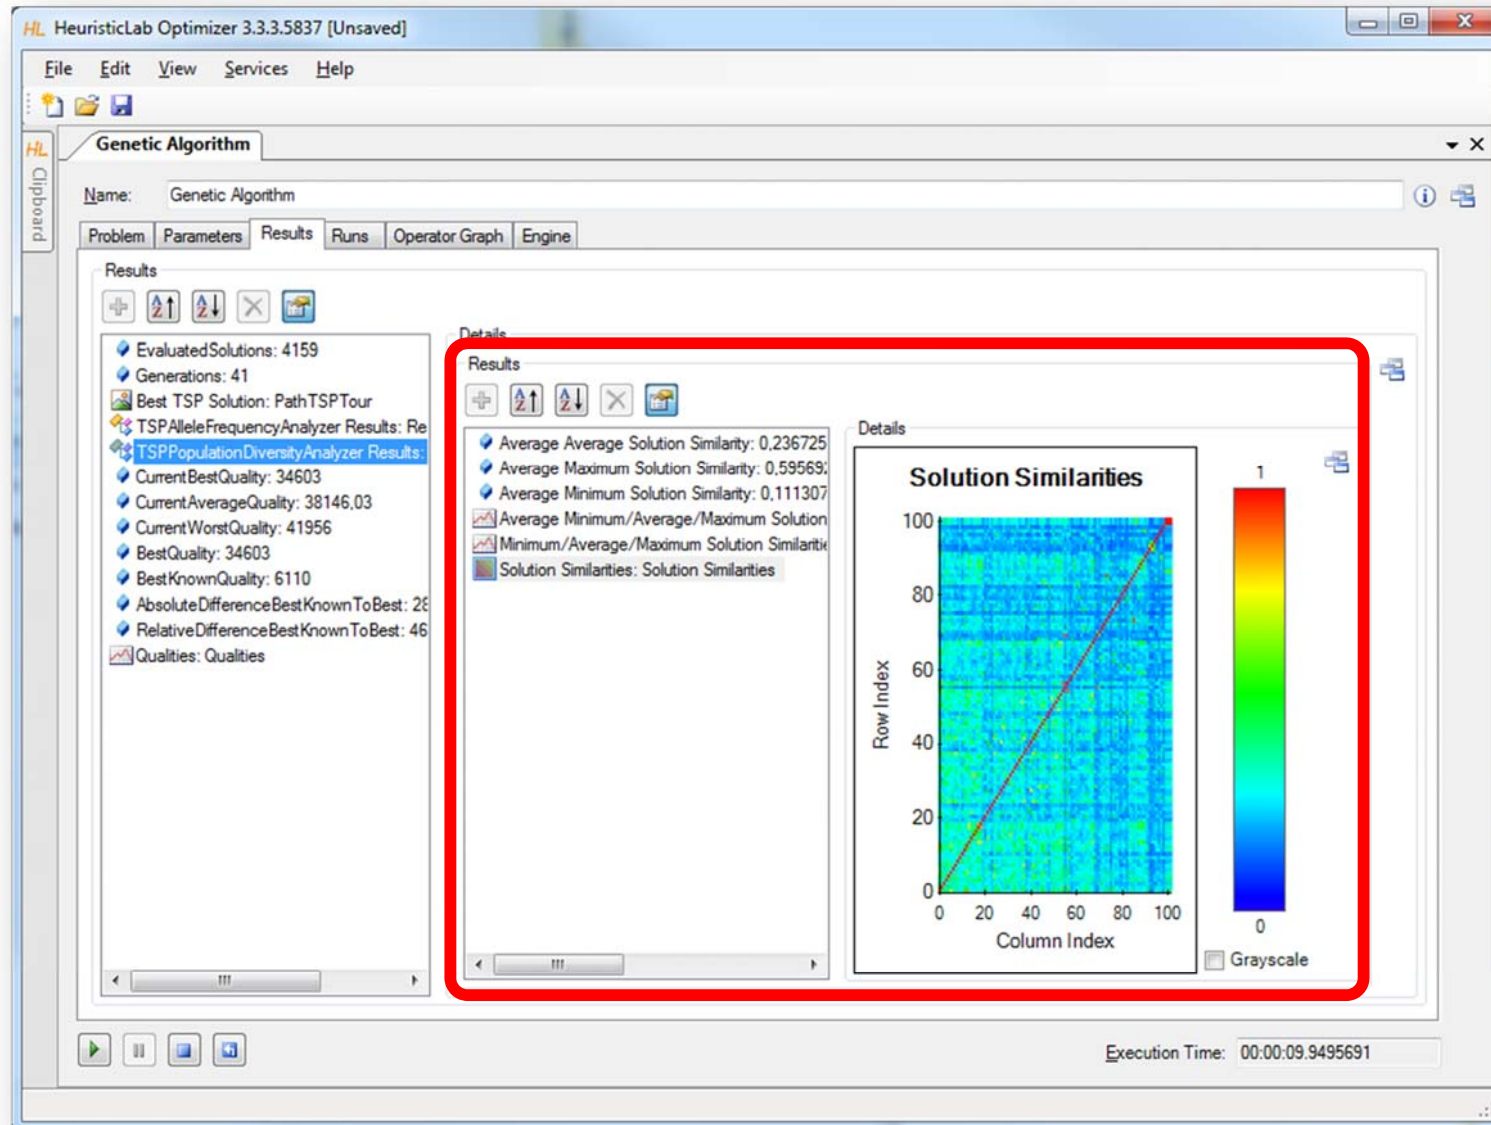 HL HeuristicLab Optimizer 3.3.3.5837 [Unsaved]
File Edit View Services Help
HL Clipboard
Genetic Algorithm
Name: Genetic Algorithm
Problem Parameters Results Runs Operator Graph Engine
Results
EvaluatedSolutions: 4159
Generations: 41
Best TSP Solution: PathTSPTour
TSPAlleleFrequencyAnalyzer Results: Re
TSPPopulationDiversityAnalyzer Results:
CurrentBestQuality: 34603
CurrentAverageQuality: 38146,03
CurrentWorstQuality: 41956
BestQuality: 34603
BestKnownQuality: 6110
AbsoluteDifferenceBestKnownToBest: 28
RelativeDifferenceBestKnownToBest: 46
Qualities: Qualities
Details
Results
Average Average Solution Similarity: 0,236725
Average Maximum Solution Similarity: 0,59569
Average Minimum Solution Similarity: 0,111307
Average Minimum/Average/Maximum Solution
Minimum/Average/Maximum Solution Similaritie
Solution Similarities: Solution Similarities
Details
Solution Similarities
100
80
60
40
20
0
Row Index
0 20 40 60 80 100
Column Index
1
0
Grayscale
Execution Time: 00:00:09.9495691